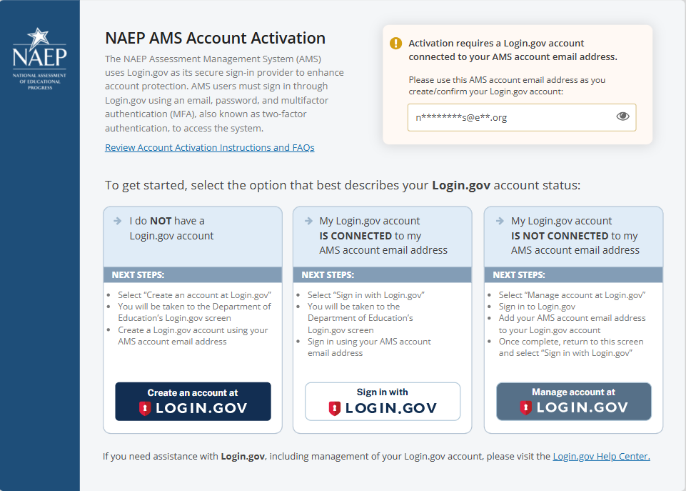 NAEP
NATIONAL ASSESSMENT
OF EDUCATIONAL
PROGRESS
NAEP AMS Account Activation
The NAEP Assessment Management System (AMS)
uses Login.gov as its secure sign-in provider to enhance
account protection. AMS users must sign in through
Login.gov using an email, password, and multifactor
authentication (MFA), also known as two-factor
authentication, to access the system.
Review Account Activation Instructions and FAQs
Activation requires a Login.gov account
connected to your AMS account email address.
Please use this AMS account email address as you
create/confirm your Login.gov account:
n********s@e**.org
To get started, select the option that best describes your Login.gov account status:
I do NOT have a
Login.gov account
NEXT STEPS:
• Select “Create an account at Login.gov”
• You will be taken to the Department of
Education’s Login.gov screen
• Create a Login.gov account using your
AMS account email address
Create an account at
LOGIN.GOV
My Login.gov account
IS CONNECTED to my
AMS account email address
NEXT STEPS:
• Select “Sign in with Login.gov”
• You will be taken to the
Department of Education’s
Login.gov screen
• Sign in using your AMS account
email address
Sign in with
LOGIN.GOV
My Login.gov account
IS NOT CONNECTED to my
AMS account email address
NEXT STEPS:
• Select “Manage account at Login.gov”
• Sign in to Login.gov
• Add your AMS account email address
to your Login.gov account
• Once complete, return to this screen
and select “Sign in with Login.gov”
Manage account at
LOGIN.GOV
If you need assistance with Login.gov, including management of your Login.gov account, please visit the Login.gov Help Center.